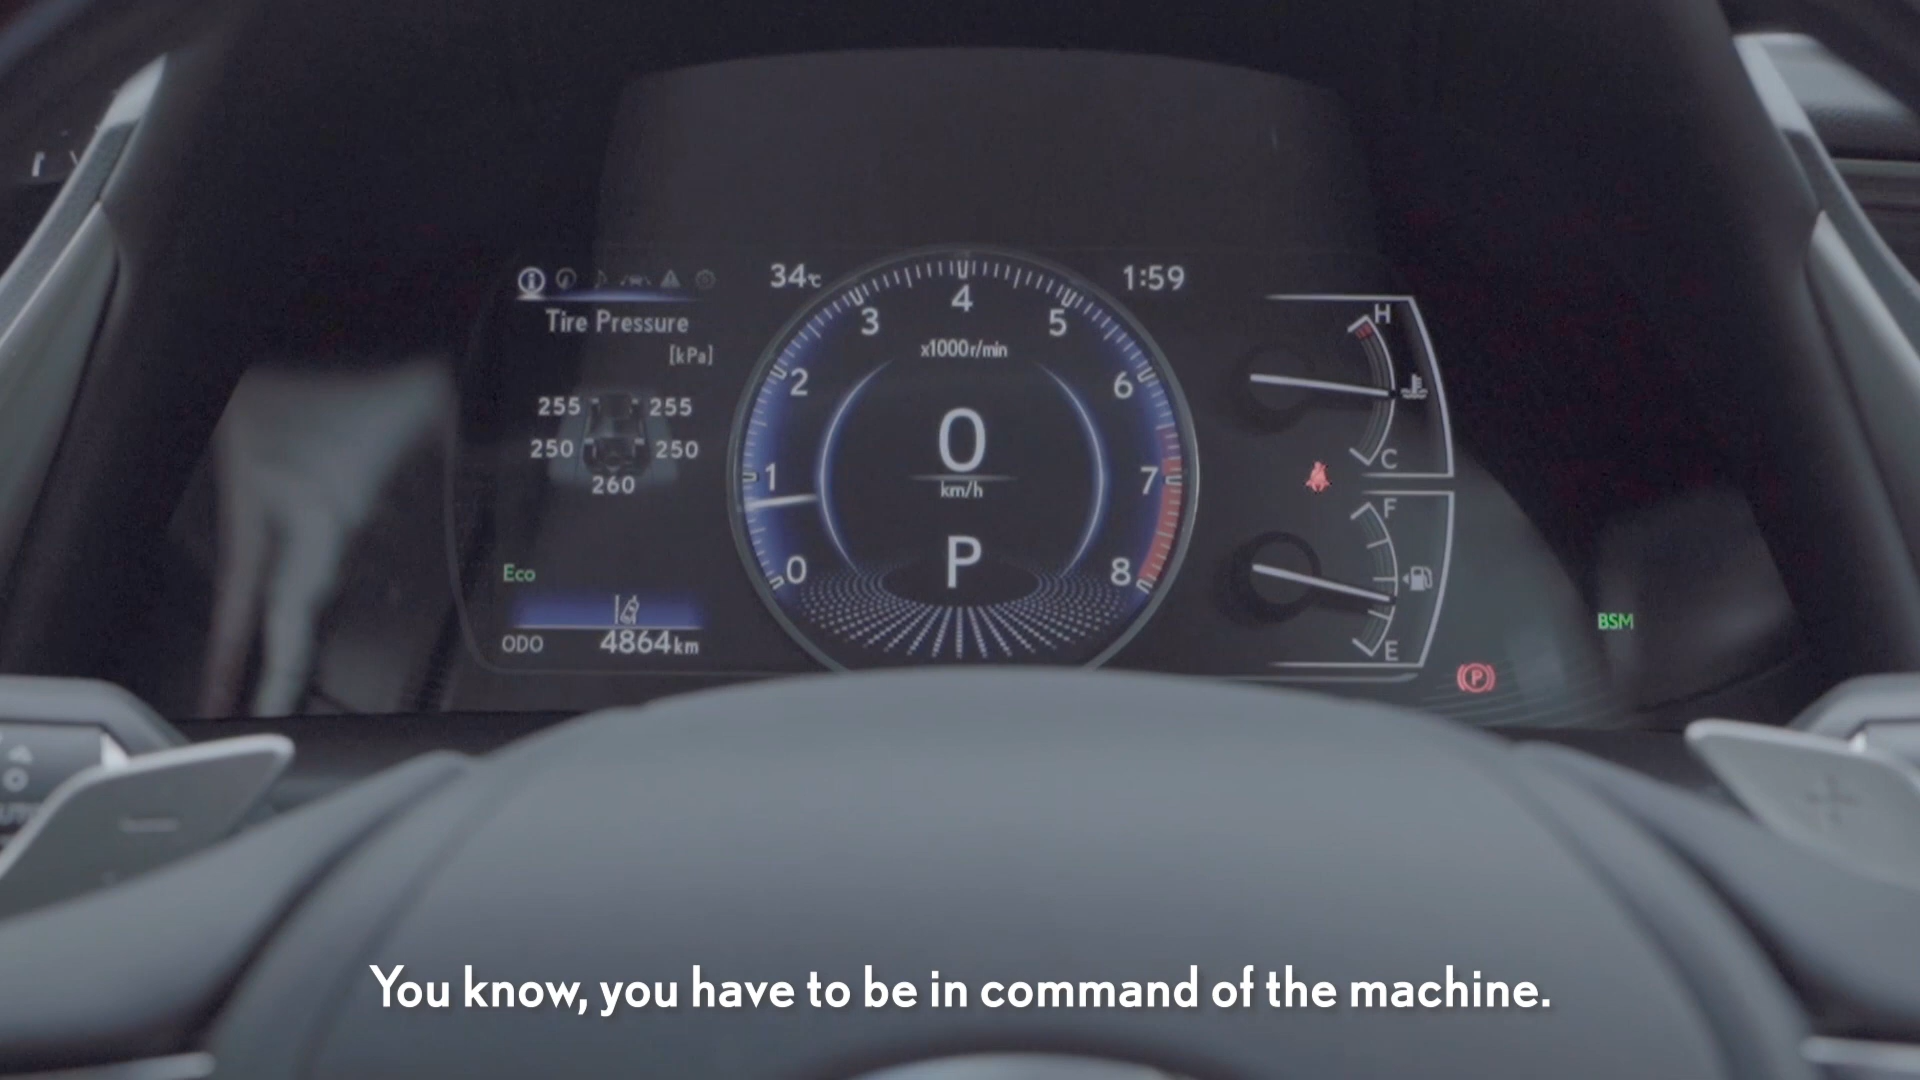 34℃
1:59
Tire Pressure
[kPa]
255 255
250 250
260
Eco
ODO 4864km
0
1
2
3
4
5
6
7
8
x1000r/min
0
km/h
P
H
C
F
E
BSM
P
You know, you have to be in command of the machine.